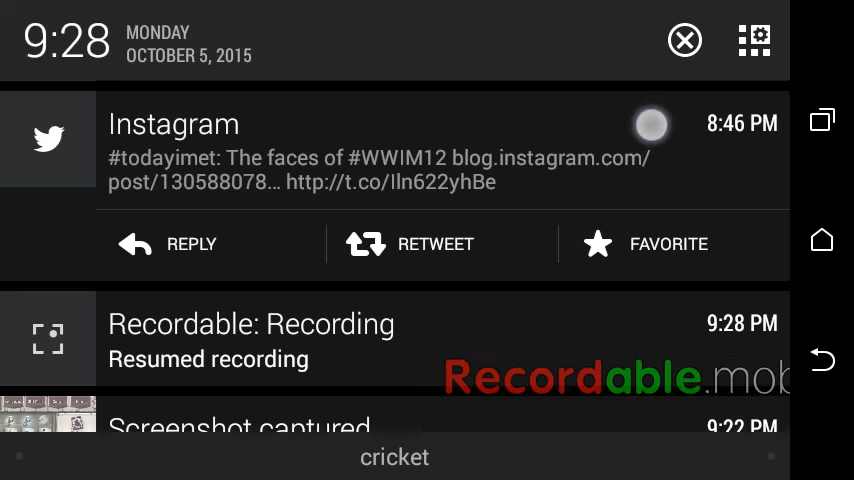 9:28
MONDAY
OCTOBER 5, 2015
Instagram
8:46 PM
#todayimet: The faces of #WWIM12 blog.instagram.com/
post/130588078... http://t.co/Iln622yhBe
REPLY
RETWEET
FAVORITE
Recordable: Recording
9:28 PM
Resumed recording
Recordable.mob
Screenshot captured
9:22 PM
cricket